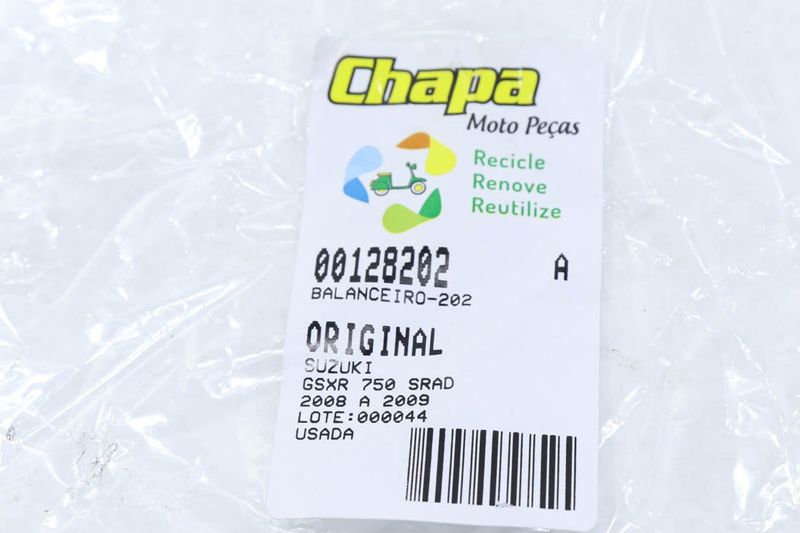 Chapa
Moto Peças
Recicle
Renove
Reutilize
00128202 A
BALANCEIRO-202
ORIGINAL
SUZUKI
GSXR 750 SRAD
2008 A 2009
LOTE:000044
USADA